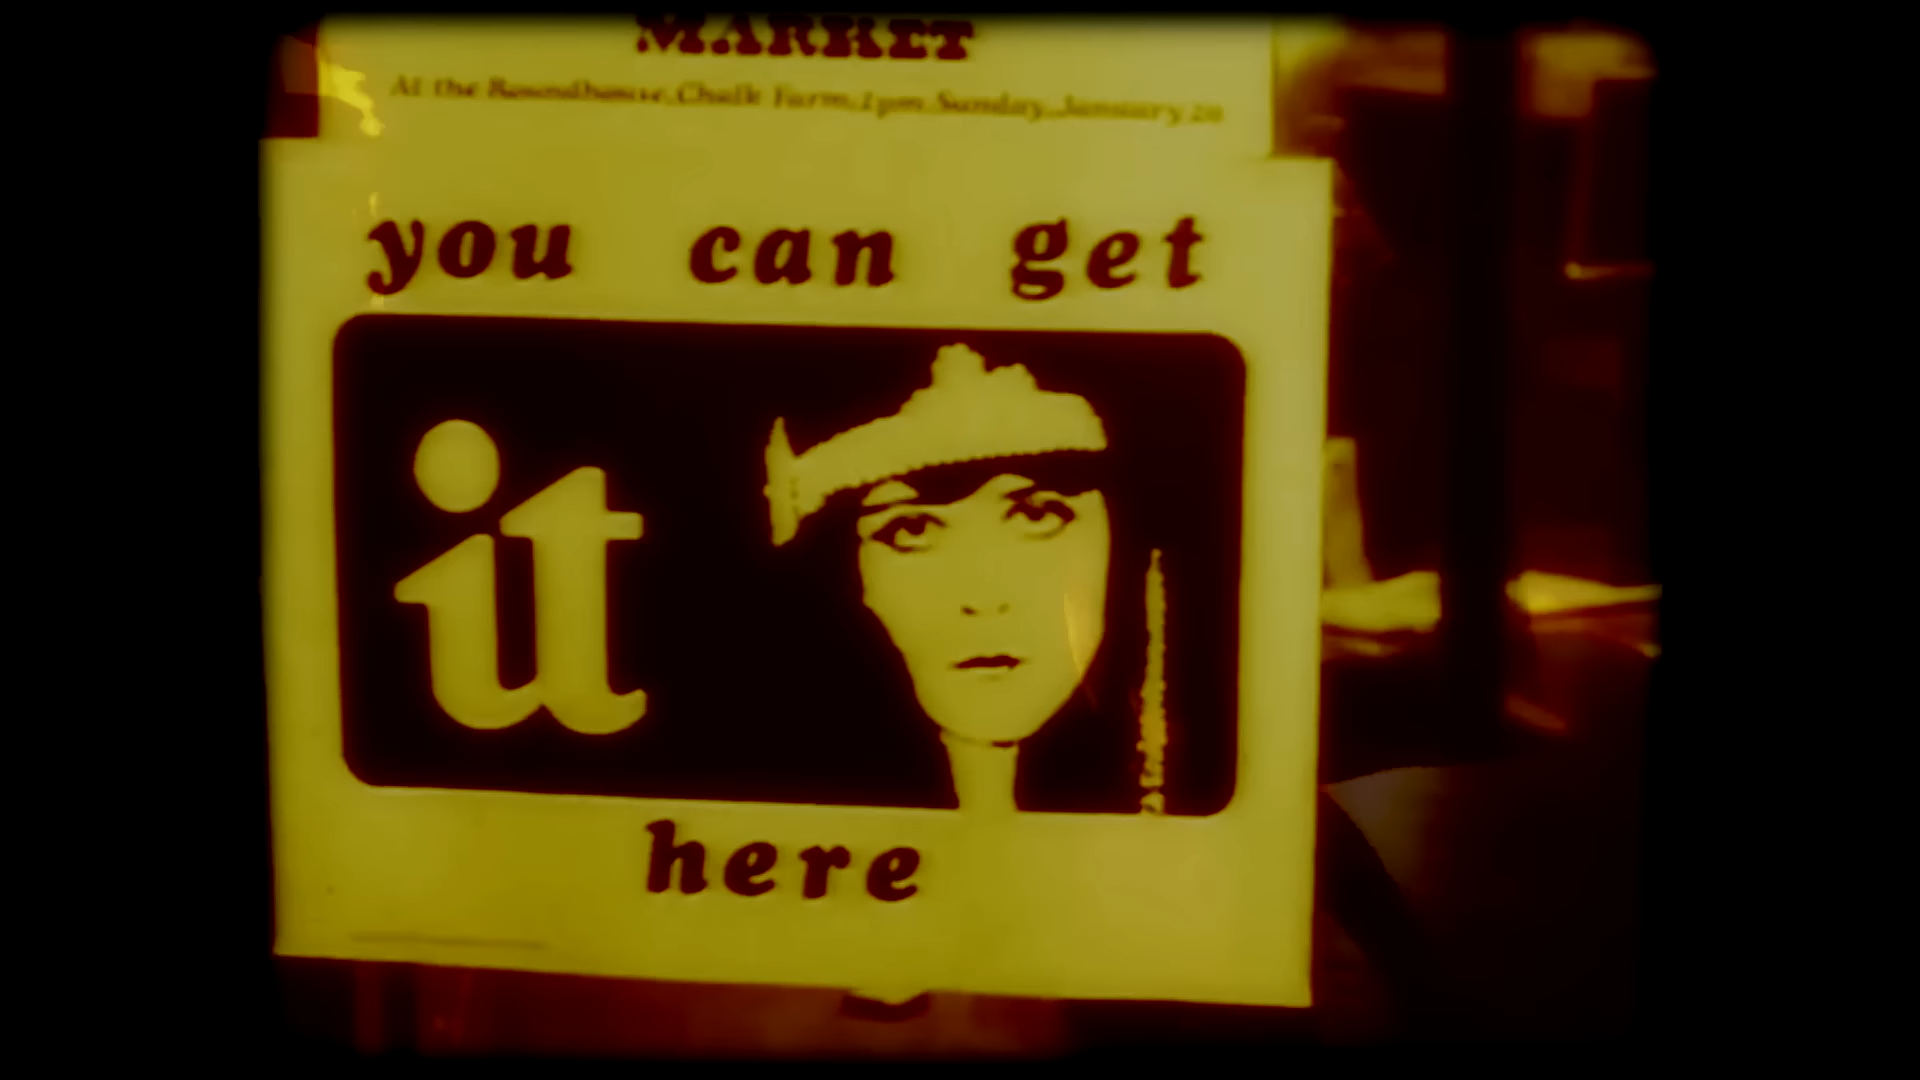 MARKET
At the Roundhouse, Chalk Farm, 1pm Sunday, January 28
you can get
it
here